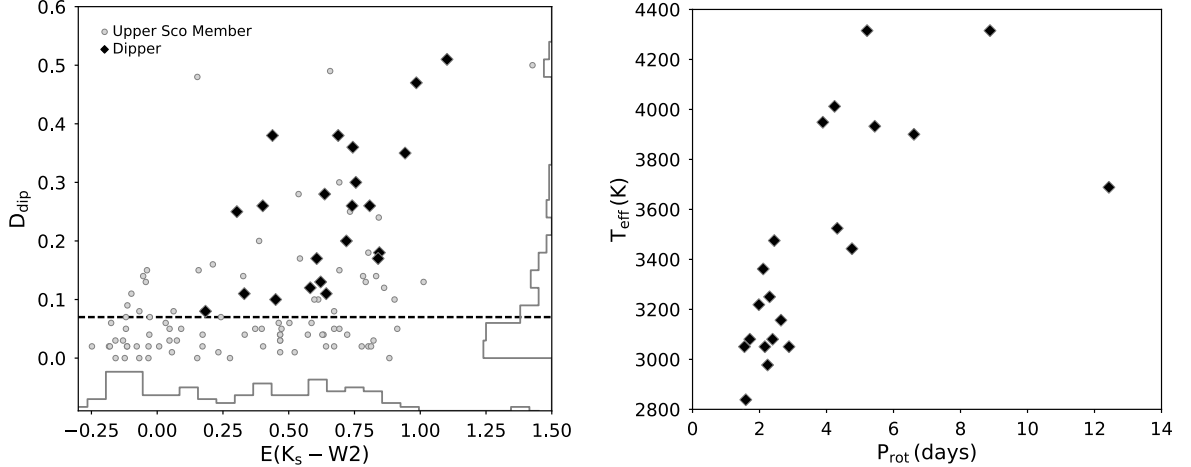 0.6
0.5
0.4
0.3
0.2
0.1
0.0
D_dip
Upper Sco Member
Dipper
−0.25 0.00 0.25 0.50 0.75 1.00 1.25 1.50
E(K_s − W2)
4400
4200
4000
3800
3600
3400
3200
3000
2800
T_eff (K)
0 2 4 6 8 10 12 14
P_rot (days)